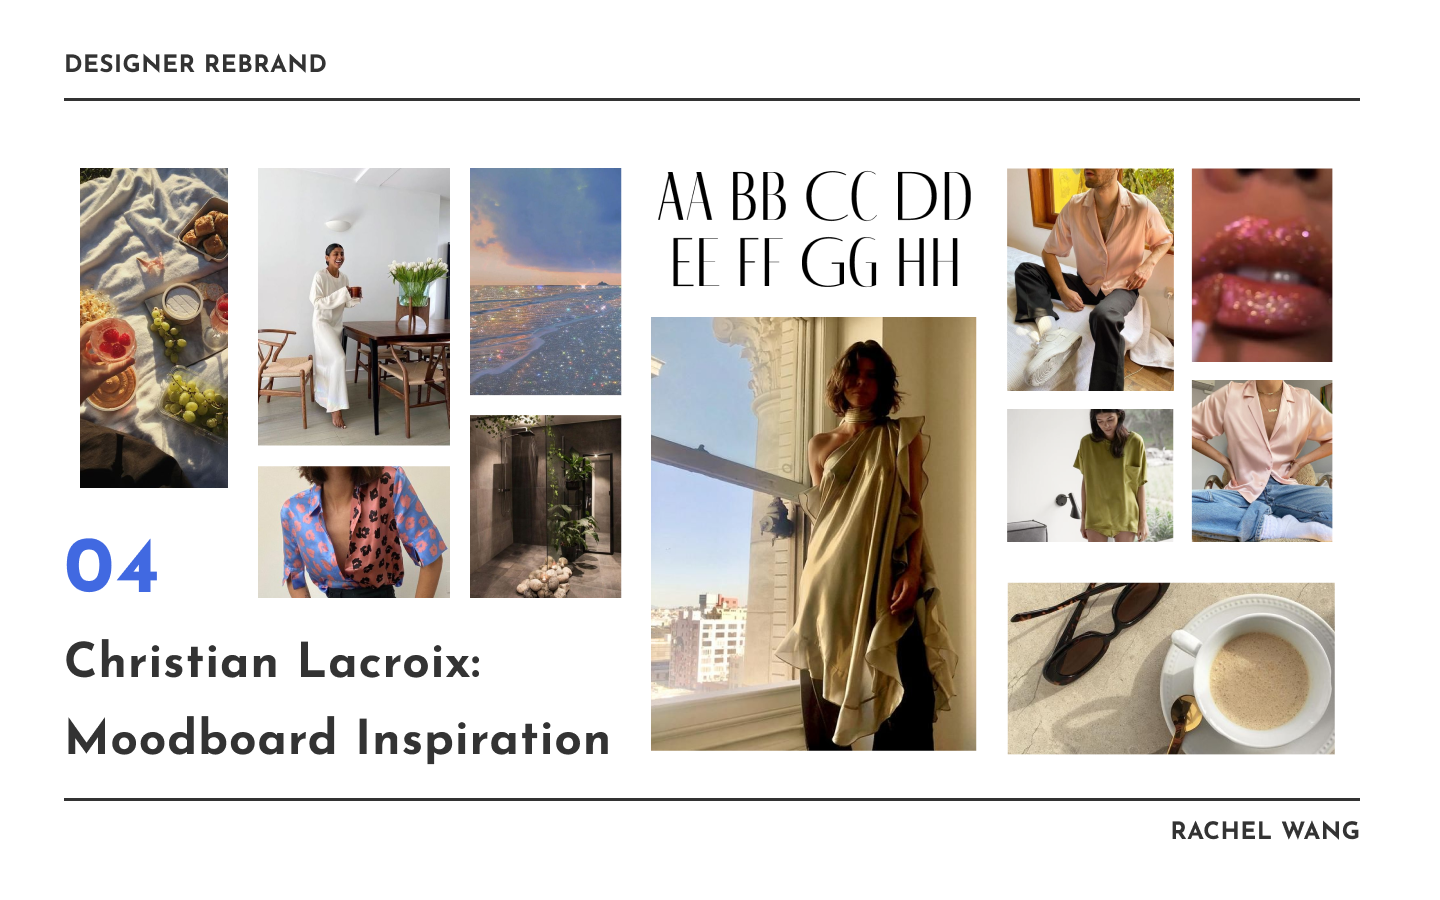 DESIGNER REBRAND
AA BB CC DD
EE FF GG HH
04
Christian Lacroix:
Moodboard Inspiration
RACHEL WANG